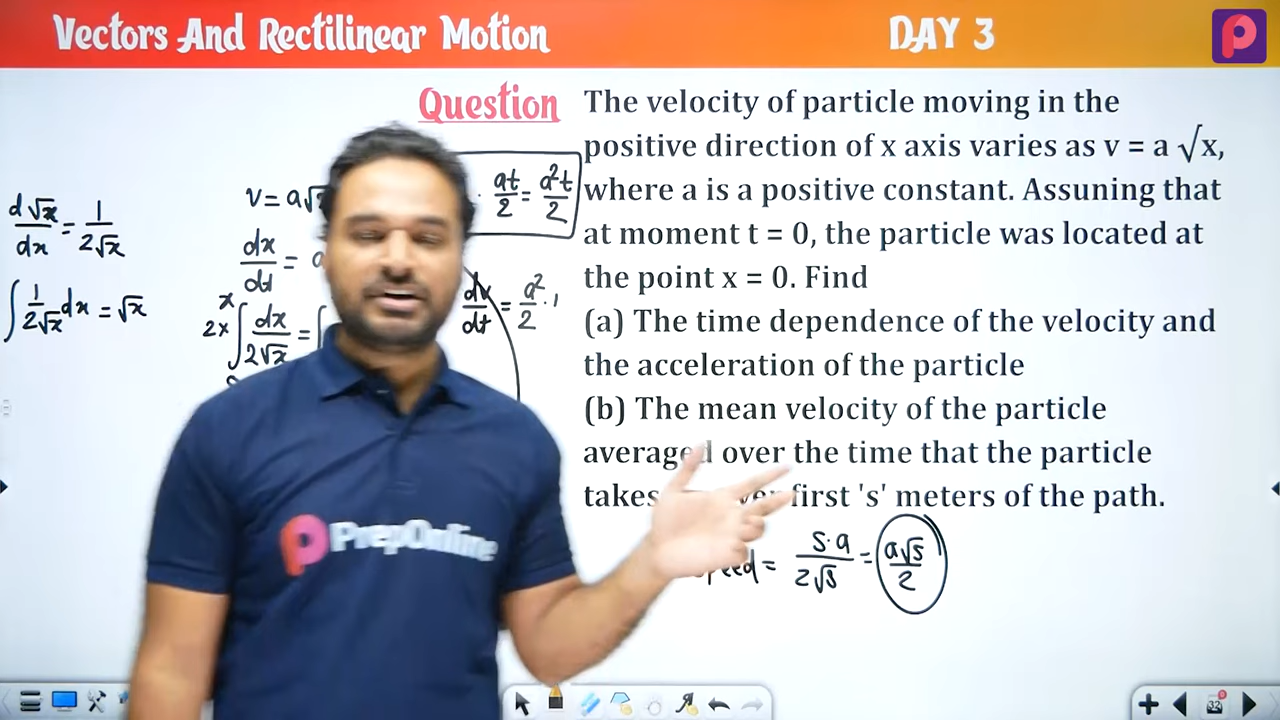 Vectors And Rectilinear Motion
DAY 3
Question
The velocity of particle moving in the
positive direction of x axis varies as v = a √x,
where a is a positive constant. Assuming that
at moment t = 0, the particle was located at
the point x = 0. Find
(a) The time dependence of the velocity and
the acceleration of the particle
(b) The mean velocity of the particle
averaged over the time that the particle
takes first 's' meters of the path.
d√x/dx = 1/2√x
∫ 1/2√x dx = √x
v = a√
dx/dt = a
x
2x ∫ dx/2√x = ∫
· at/2 = a²t/2
dv/dt = a²/2 · 1
= s·a/2√s = a√s/2
PrepOnline
32